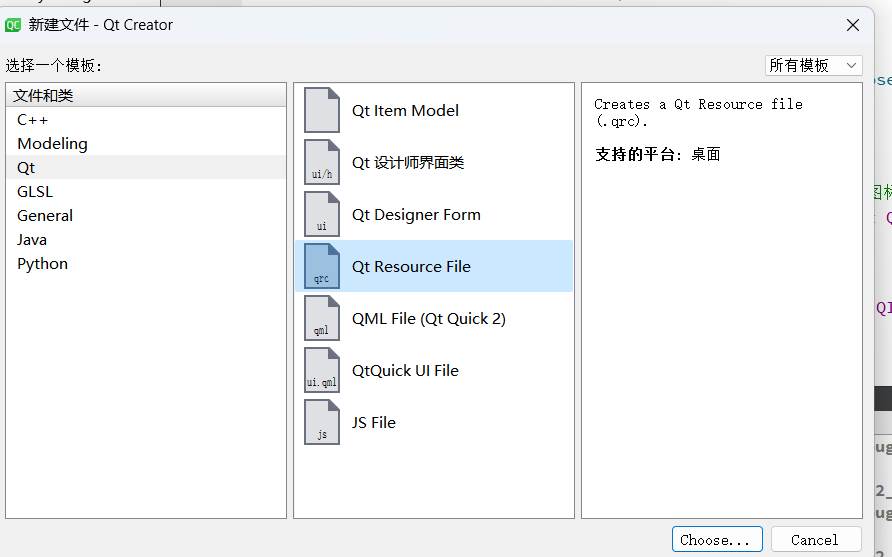 QC 新建文件 - Qt Creator
选择一个模板:
所有模板
文件和类
C++
Modeling
Qt
GLSL
General
Java
Python
Qt Item Model
ui/h
Qt 设计师界面类
ui
Qt Designer Form
qrc
Qt Resource File
qml
QML File (Qt Quick 2)
ui.qml
QtQuick UI File
js
JS File
Creates a Qt Resource file
(.qrc).
支持的平台: 桌面
Choose...
Cancel
图标